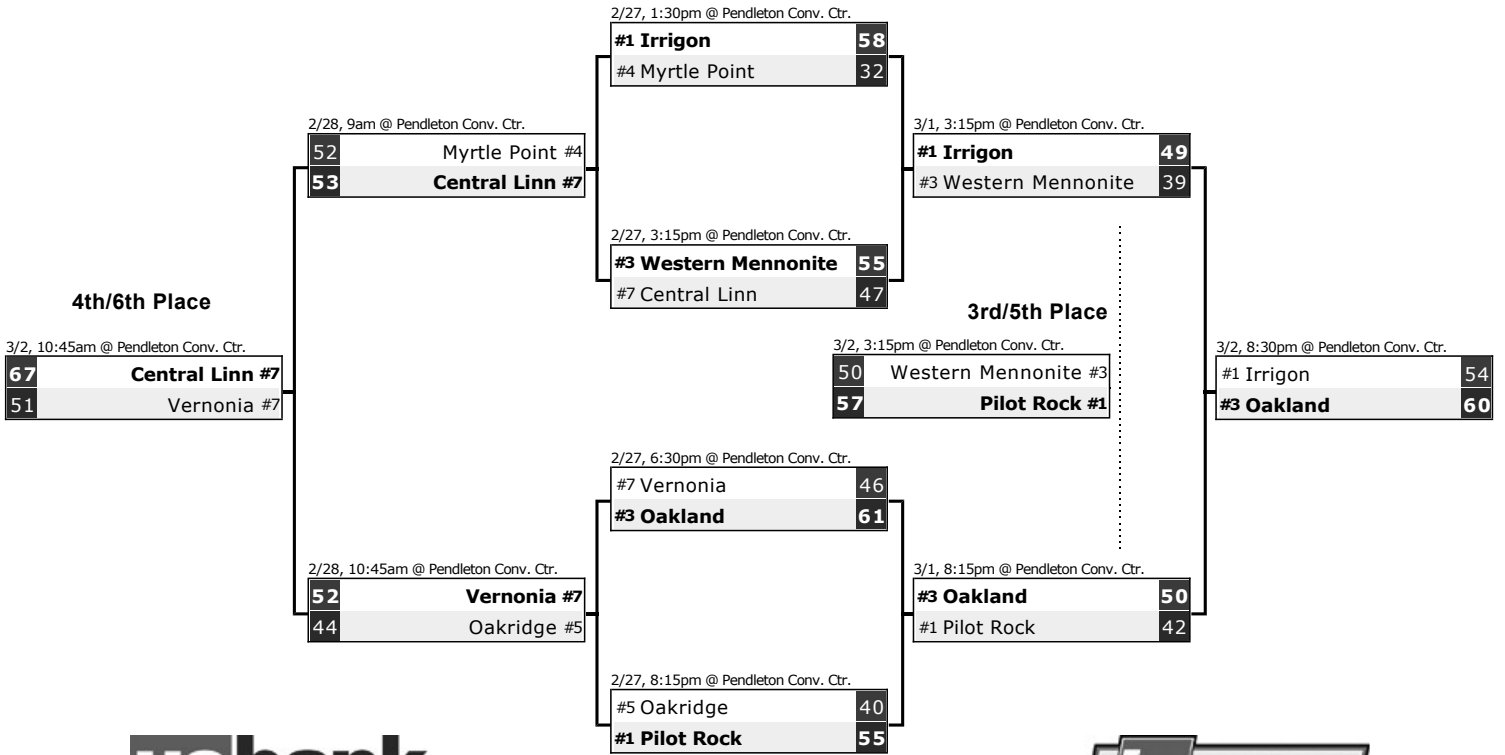 2/27, 1:30pm @ Pendleton Conv. Ctr.
#1 Irrigon 58
#4 Myrtle Point 32
2/28, 9am @ Pendleton Conv. Ctr.
52 Myrtle Point #4
53 Central Linn #7
3/1, 3:15pm @ Pendleton Conv. Ctr.
#1 Irrigon 49
#3 Western Mennonite 39
2/27, 3:15pm @ Pendleton Conv. Ctr.
#3 Western Mennonite 55
#7 Central Linn 47
4th/6th Place
3/2, 10:45am @ Pendleton Conv. Ctr.
67 Central Linn #7
51 Vernonia #7
3rd/5th Place
3/2, 3:15pm @ Pendleton Conv. Ctr.
50 Western Mennonite #3
57 Pilot Rock #1
3/2, 8:30pm @ Pendleton Conv. Ctr.
#1 Irrigon 54
#3 Oakland 60
2/27, 6:30pm @ Pendleton Conv. Ctr.
#7 Vernonia 46
#3 Oakland 61
2/28, 10:45am @ Pendleton Conv. Ctr.
52 Vernonia #7
44 Oakridge #5
3/1, 8:15pm @ Pendleton Conv. Ctr.
#3 Oakland 50
#1 Pilot Rock 42
2/27, 8:15pm @ Pendleton Conv. Ctr.
#5 Oakridge 40
#1 Pilot Rock 55